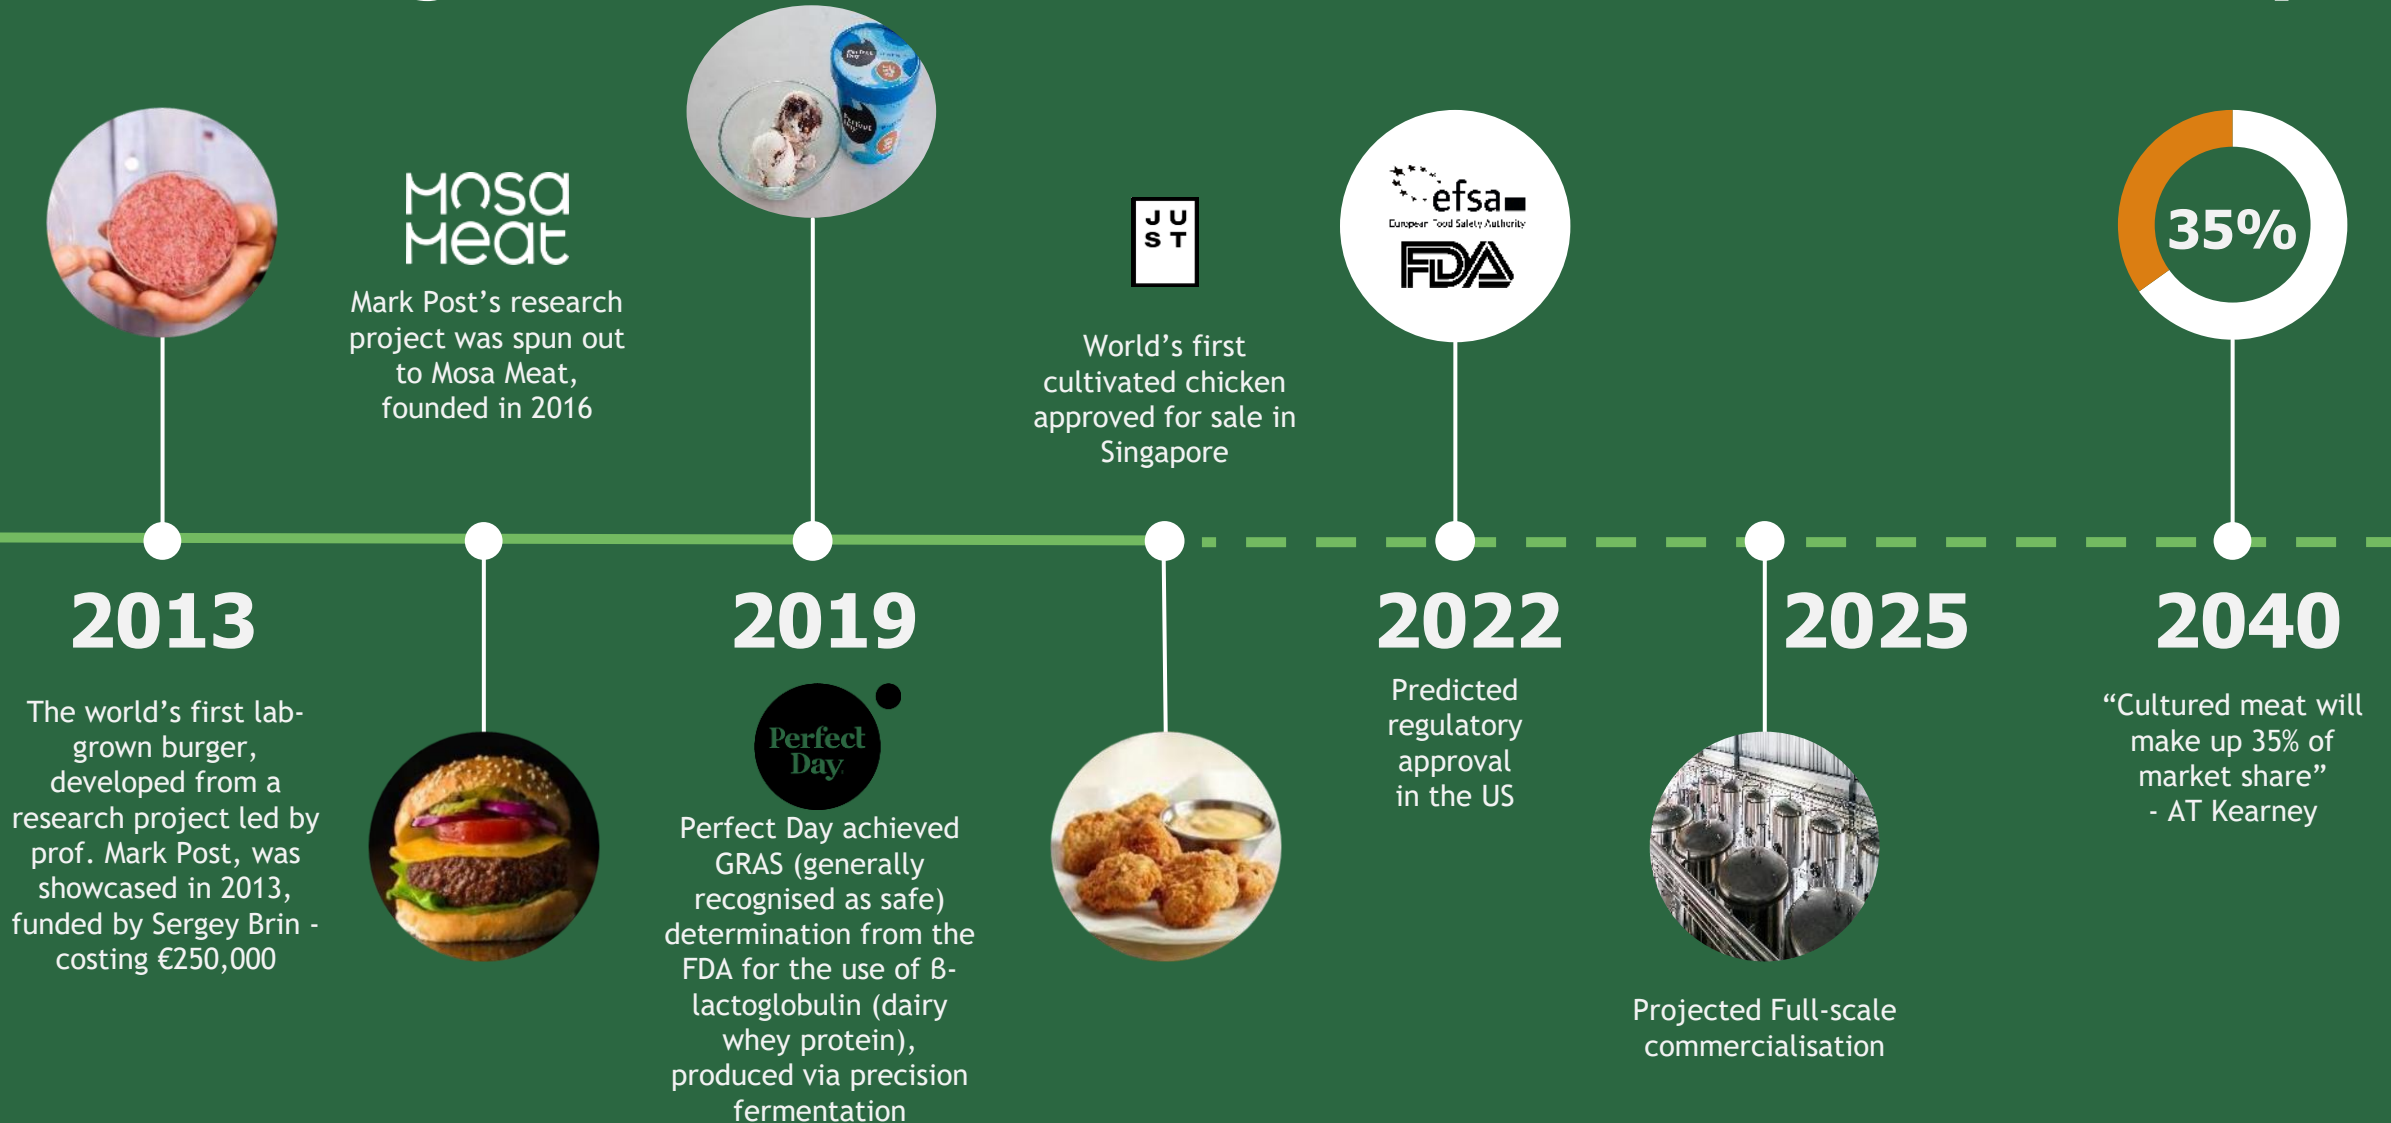 MOSA
Meat
Mark Post’s research
project was spun out
to Mosa Meat,
founded in 2016
JU
ST
World’s first
cultivated chicken
approved for sale in
Singapore
efsa
European Food Safety Authority
FDA
35%
2013
The world’s first lab-
grown burger,
developed from a
research project led by
prof. Mark Post, was
showcased in 2013,
funded by Sergey Brin -
costing €250,000
2019
Perfect
Day
Perfect Day achieved
GRAS (generally
recognised as safe)
determination from the
FDA for the use of ß-
lactoglobulin (dairy
whey protein),
produced via precision
fermentation
2022
Predicted
regulatory
approval
in the US
2025
Projected Full-scale
commercialisation
2040
“Cultured meat will
make up 35% of
market share”
- AT Kearney